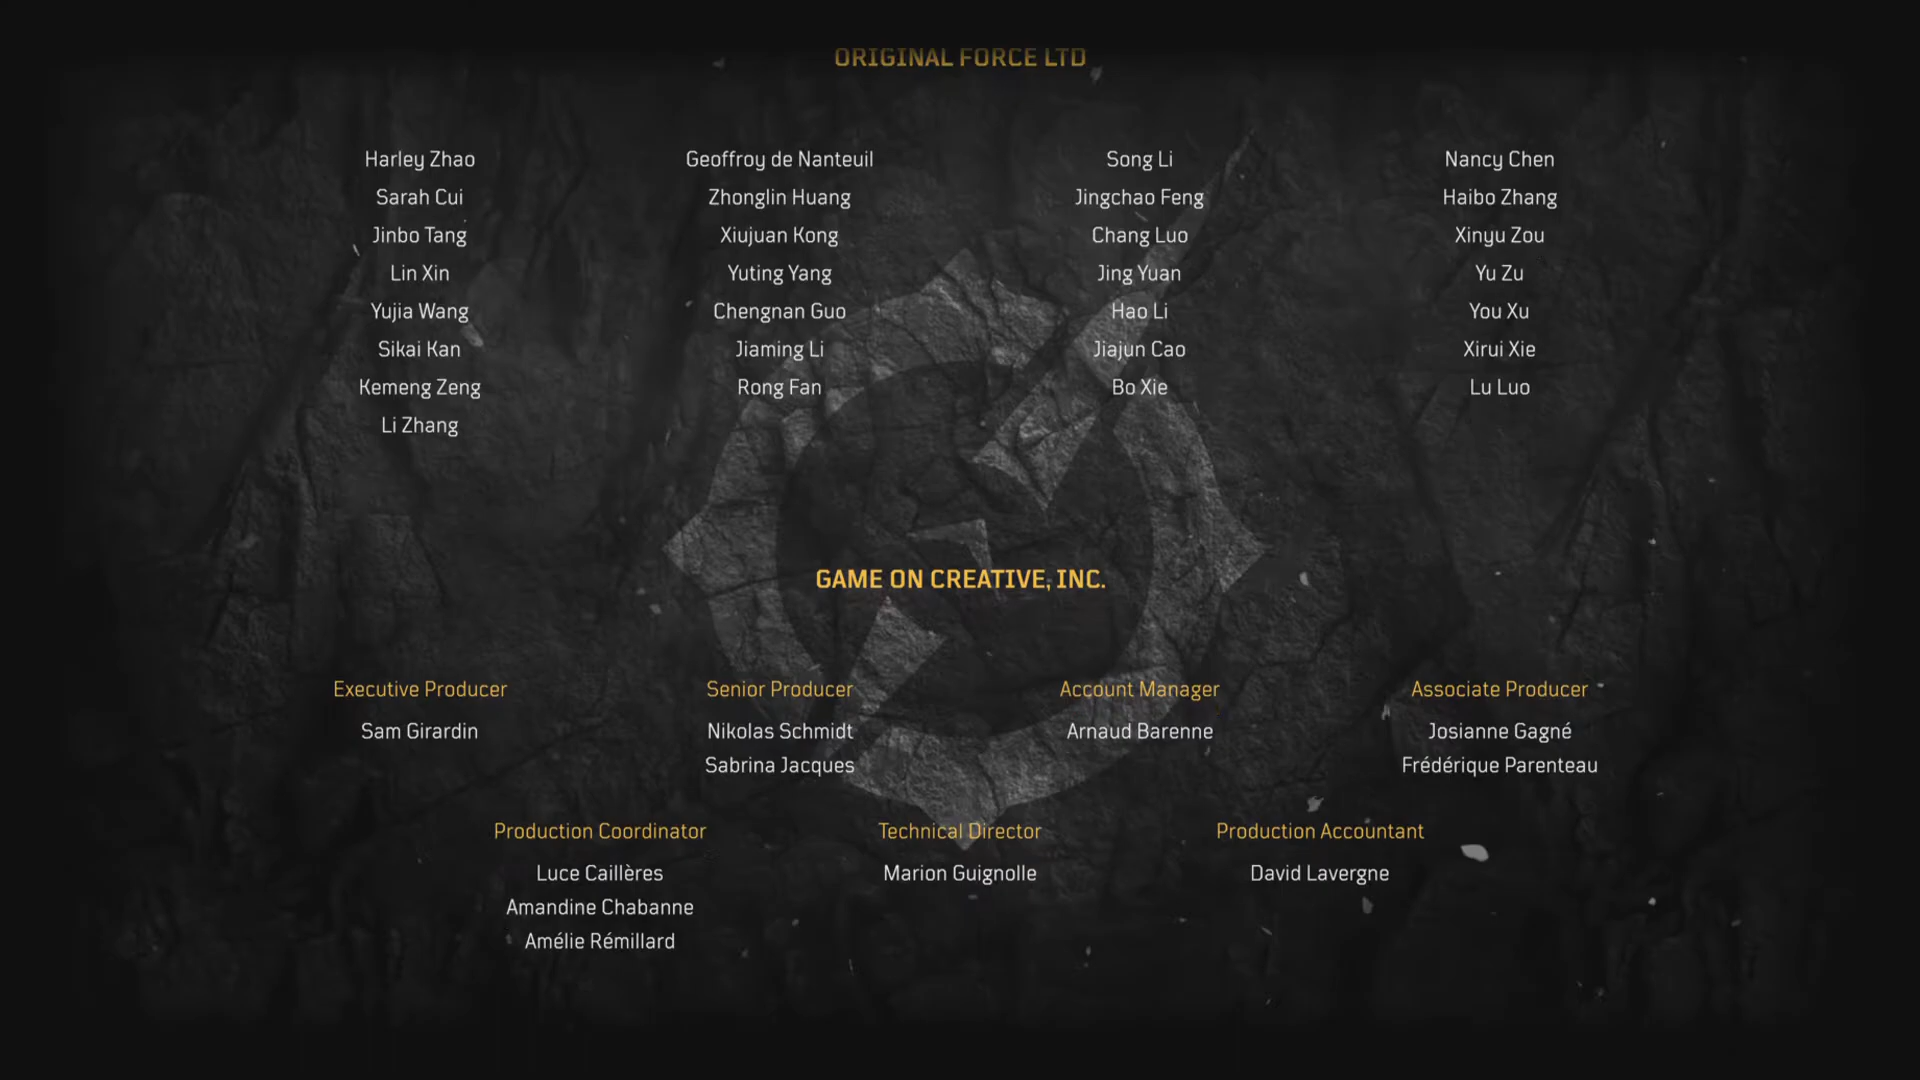 ORIGINAL FORCE LTD
Harley Zhao Geoffroy de Nanteuil Song Li Nancy Chen
Sarah Cui Zhonglin Huang Jingchao Feng Haibo Zhang
Jinbo Tang Xiujuan Kong Chang Luo Xinyu Zou
Lin Xin Yuting Yang Jing Yuan Yu Zu
Yujia Wang Chengnan Guo Hao Li You Xu
Sikai Kan Jiaming Li Jiajun Cao Xirui Xie
Kemeng Zeng Rong Fan Bo Xie Lu Luo
Li Zhang
GAME ON CREATIVE, INC.
Executive Producer Senior Producer Account Manager Associate Producer
Sam Girardin Nikolas Schmidt Arnaud Barenne Josianne Gagné
Sabrina Jacques Frédérique Parenteau
Production Coordinator Technical Director Production Accountant
Luce Caillères Marion Guignolle David Lavergne
Amandine Chabanne
Amélie Rémillard